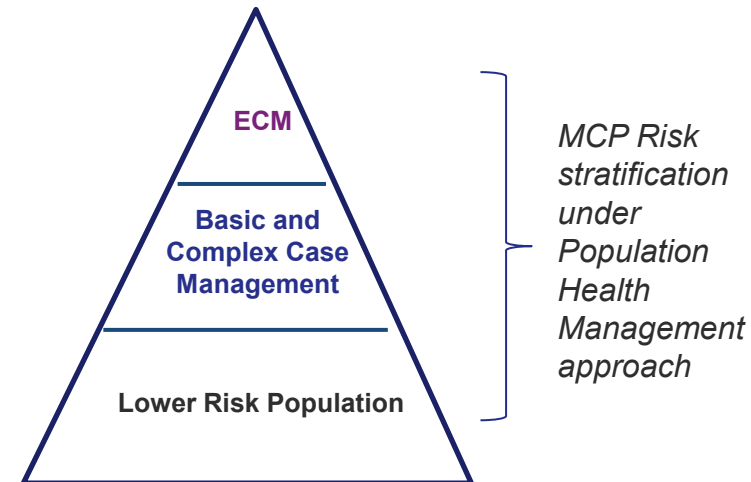 ECM
Basic and
Complex Case
Management
Lower Risk Population
MCP Risk
stratification
under
Population
Health
Management
approach